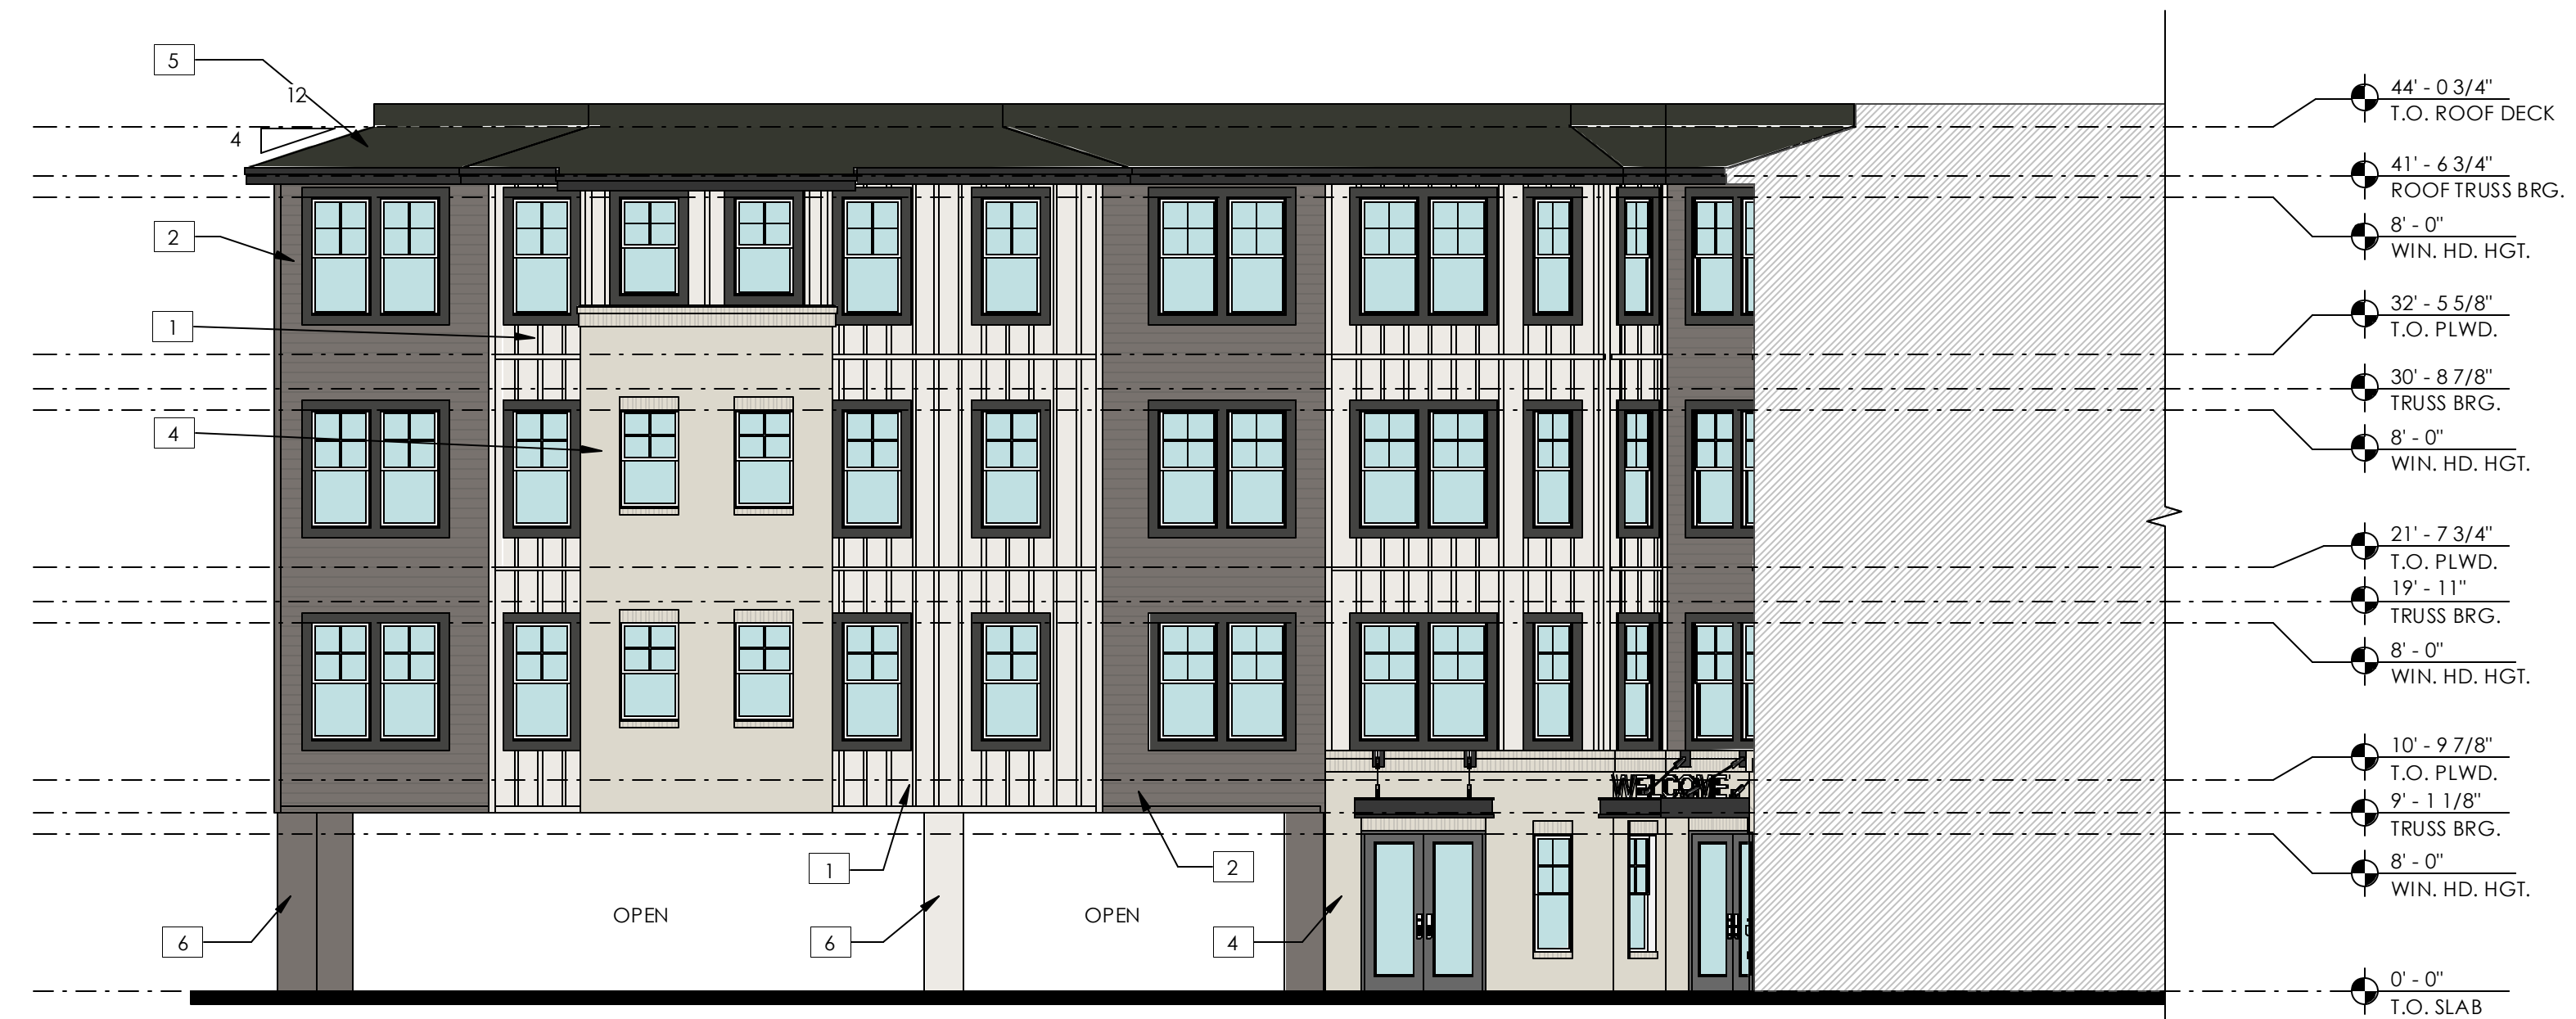 5
12
4
2
1
4
WELCOME
1
2
OPEN
OPEN
6
6
4
44' - 0 3/4"
T.O. ROOF DECK
41' - 6 3/4"
ROOF TRUSS BRG.
8' - 0"
WIN. HD. HGT.
32' - 5 5/8"
T.O. PLWD.
30' - 8 7/8"
TRUSS BRG.
8' - 0"
WIN. HD. HGT.
21' - 7 3/4"
T.O. PLWD.
19' - 11"
TRUSS BRG.
8' - 0"
WIN. HD. HGT.
10' - 9 7/8"
T.O. PLWD.
9' - 1 1/8"
TRUSS BRG.
8' - 0"
WIN. HD. HGT.
0' - 0"
T.O. SLAB